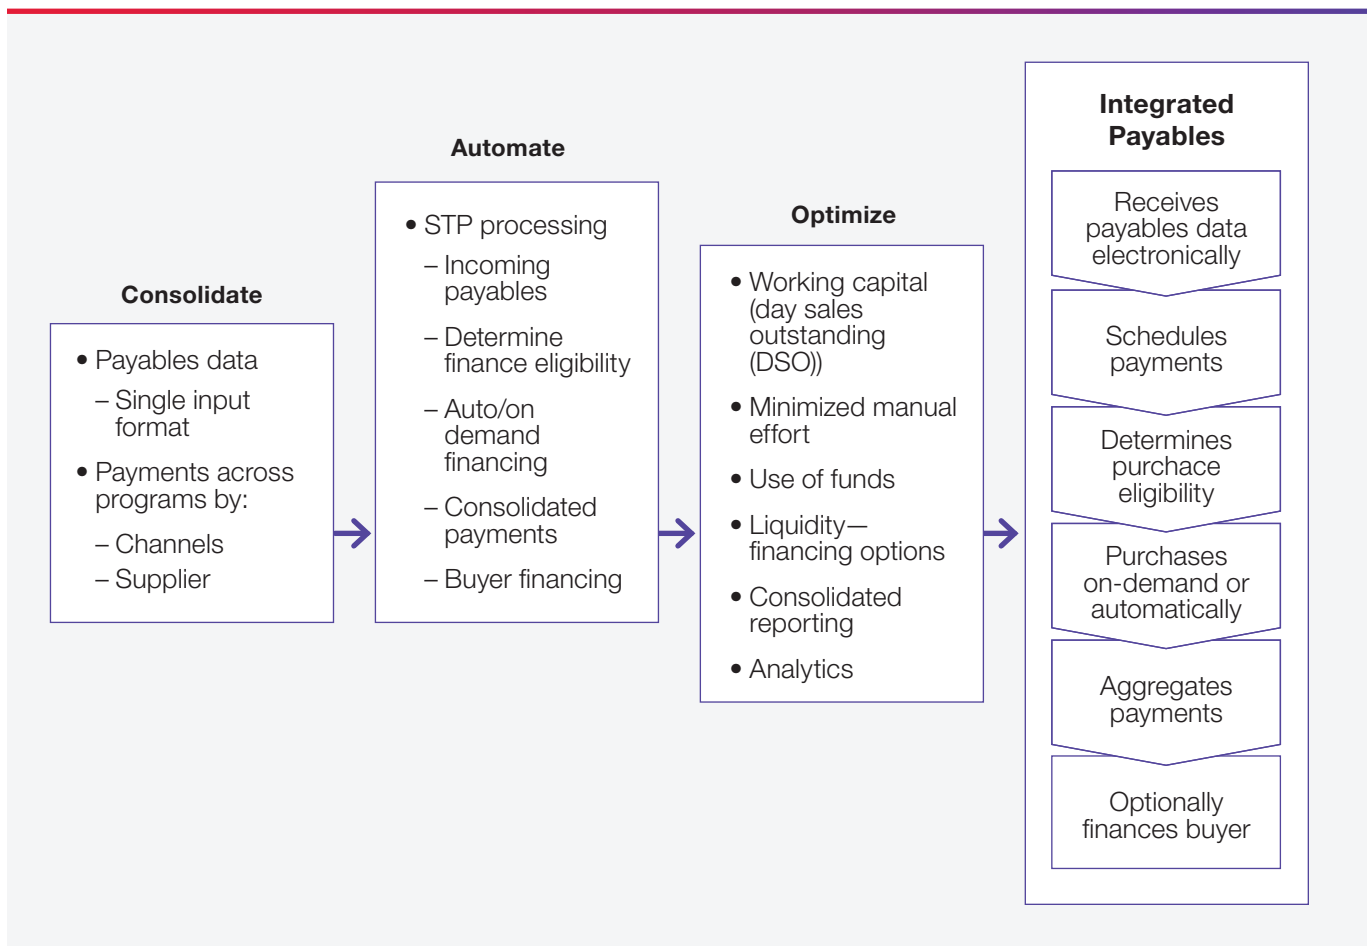 Consolidate
• Payables data
– Single input
format
• Payments across
programs by:
– Channels
– Supplier
Automate
• STP processing
– Incoming
payables
– Determine
finance eligibility
– Auto/on
demand
financing
– Consolidated
payments
– Buyer financing
Optimize
• Working capital
(day sales
outstanding
(DSO))
• Minimized manual
effort
• Use of funds
• Liquidity—
financing options
• Consolidated
reporting
• Analytics
Integrated
Payables
Receives
payables data
electronically
Schedules
payments
Determines
purchace
eligibility
Purchases
on-demand or
automatically
Aggregates
payments
Optionally
finances buyer